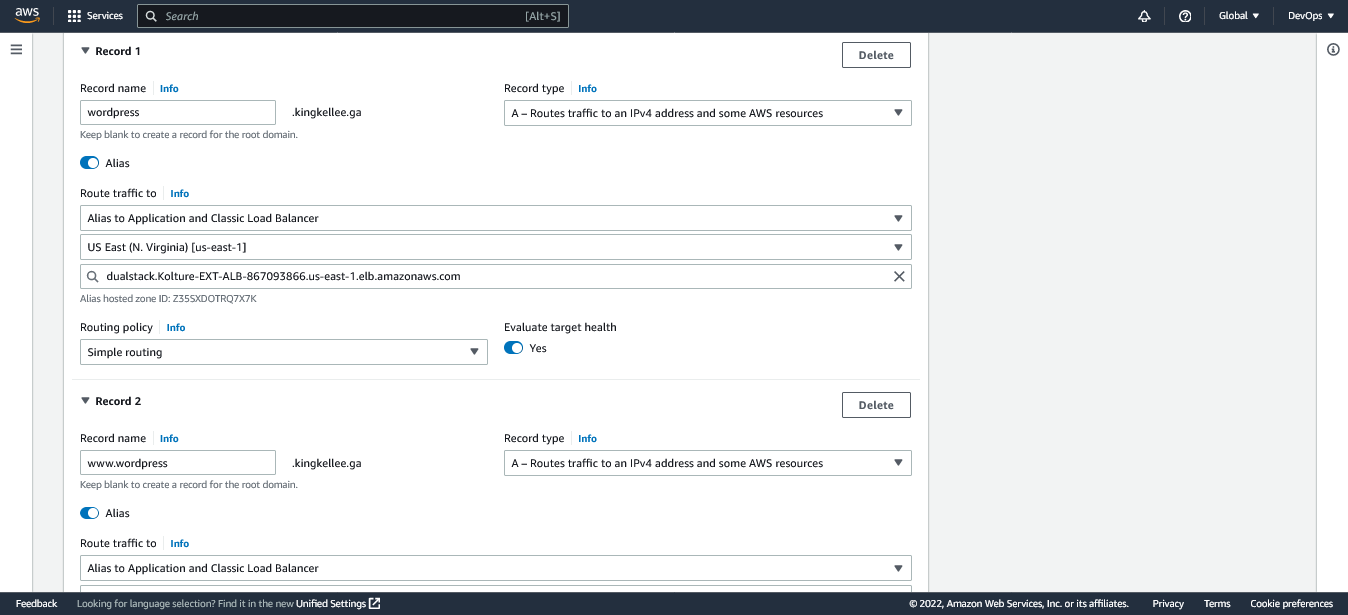 aws Services Search [Alt+S] Global DevOps
Record 1 Delete
Record name Info Record type Info
wordpress .kingkellee.ga A – Routes traffic to an IPv4 address and some AWS resources
Keep blank to create a record for the root domain.
Alias
Route traffic to Info
Alias to Application and Classic Load Balancer
US East (N. Virginia) [us-east-1]
dualstack.Kolture-EXT-ALB-867093866.us-east-1.elb.amazonaws.com
Alias hosted zone ID: Z35SXDOTRQ7X7K
Routing policy Info Evaluate target health
Simple routing Yes
Record 2 Delete
Record name Info Record type Info
www.wordpress .kingkellee.ga A – Routes traffic to an IPv4 address and some AWS resources
Keep blank to create a record for the root domain.
Alias
Route traffic to Info
Alias to Application and Classic Load Balancer
Feedback Looking for language selection? Find it in the new Unified Settings © 2022, Amazon Web Services, Inc. or its affiliates. Privacy Terms Cookie preferences